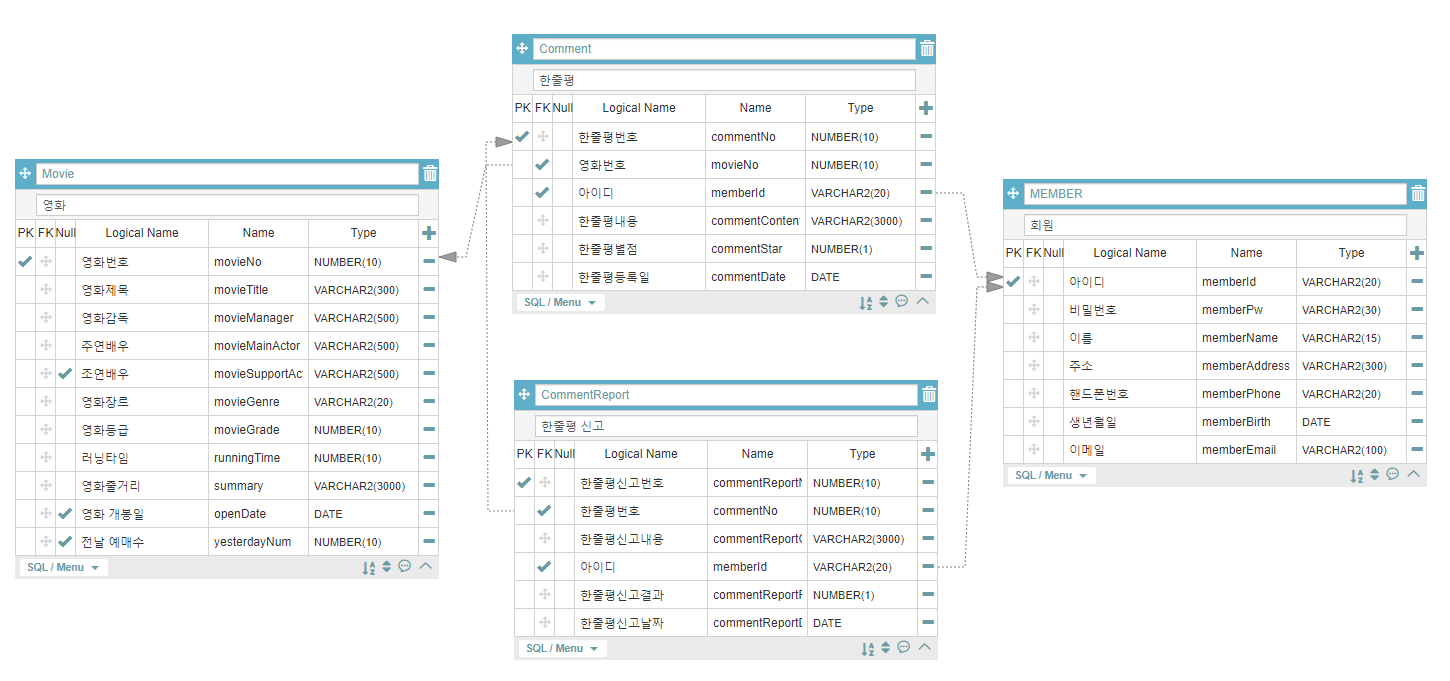 Comment
한줄평
PK FK Null Logical Name Name Type
한줄평번호 commentNo NUMBER(10)
영화번호 movieNo NUMBER(10)
아이디 memberId VARCHAR2(20)
한줄평내용 commentConten VARCHAR2(3000)
한줄평별점 commentStar NUMBER(1)
한줄평등록일 commentDate DATE
SQL / Menu
Movie
영화
PK FK Null Logical Name Name Type
영화번호 movieNo NUMBER(10)
영화제목 movieTitle VARCHAR2(300)
영화감독 movieManager VARCHAR2(500)
주연배우 movieMainActor VARCHAR2(500)
조연배우 movieSupportAc VARCHAR2(500)
영화장르 movieGenre VARCHAR2(20)
영화등급 movieGrade NUMBER(10)
러닝타임 runningTime NUMBER(10)
영화줄거리 summary VARCHAR2(3000)
영화 개봉일 openDate DATE
전날 예매수 yesterdayNum NUMBER(10)
SQL / Menu
MEMBER
회원
PK FK Null Logical Name Name Type
아이디 memberId VARCHAR2(20)
비밀번호 memberPw VARCHAR2(30)
이름 memberName VARCHAR2(15)
주소 memberAddress VARCHAR2(300)
핸드폰번호 memberPhone VARCHAR2(20)
생년월일 memberBirth DATE
이메일 memberEmail VARCHAR2(100)
SQL / Menu
CommentReport
한줄평 신고
PK FK Null Logical Name Name Type
한줄평신고번호 commentReportN NUMBER(10)
한줄평번호 commentNo NUMBER(10)
한줄평신고내용 commentReportC VARCHAR2(3000)
아이디 memberId VARCHAR2(20)
한줄평신고결과 commentReportR NUMBER(1)
한줄평신고날짜 commentReportD DATE
SQL / Menu